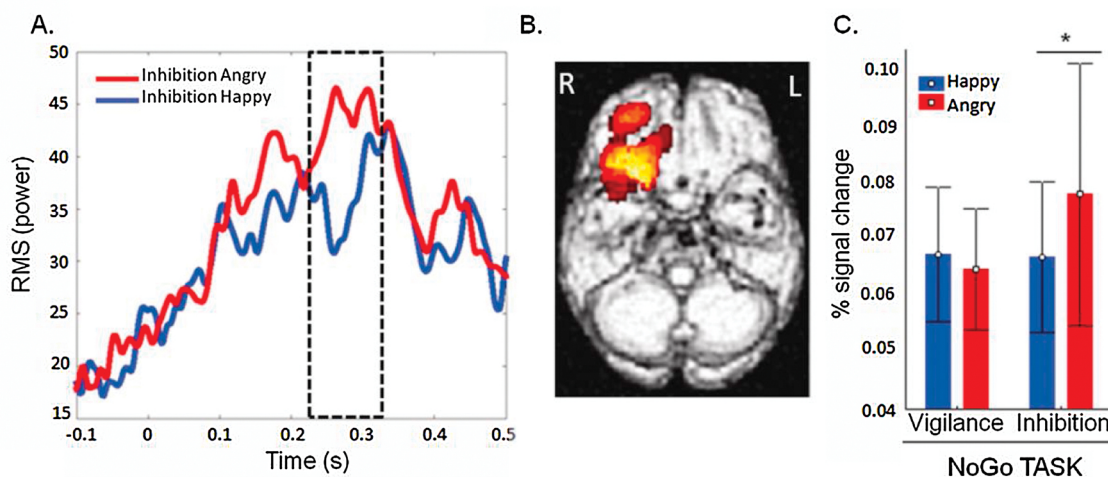 A.
50
45
40
35
30
25
20
15
RMS (power)
Inhibition Angry
Inhibition Happy
-0.1 0 0.1 0.2 0.3 0.4 0.5
Time (s)
B.
R L
C.
*
0.10
0.09
0.08
0.07
0.06
0.05
0.04
% signal change
Happy
Angry
Vigilance Inhibition
NoGo TASK